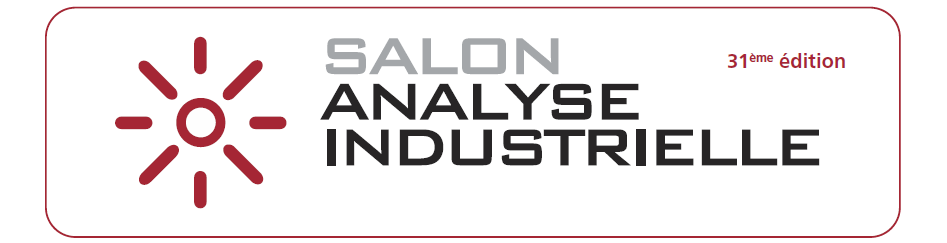 SALON
31ème édition
ANALYSE
INDUSTRIELLE